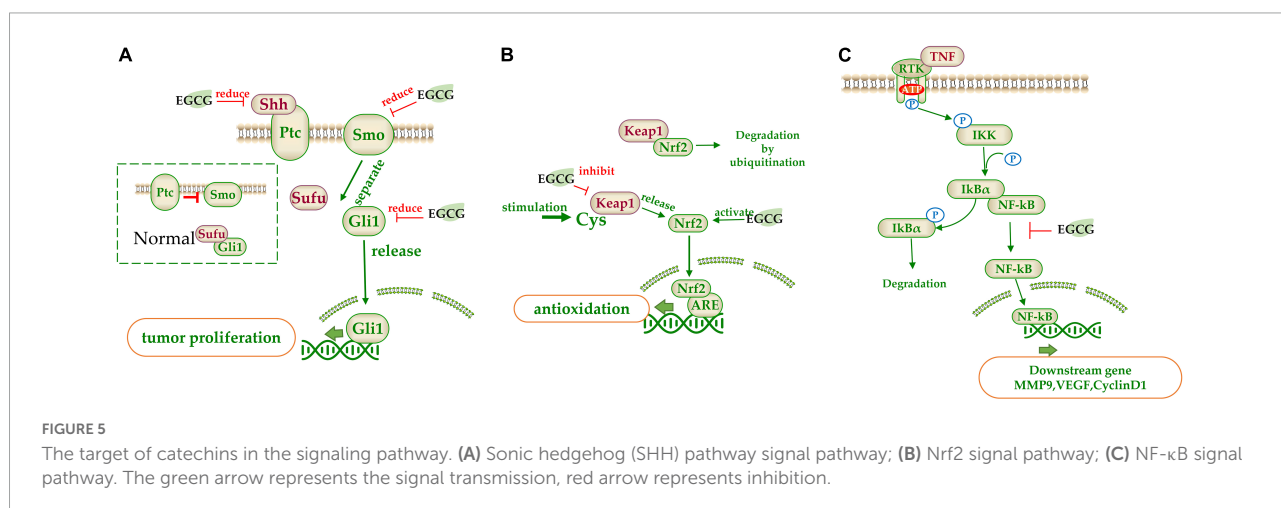 A
EGCG
reduce
Shh
Ptc
reduce
EGCG
Smo
separate
Sufu
Gli1
reduce
EGCG
release
Ptc
Smo
Normal
Sufu
Gli1
tumor proliferation
Gli1
B
Keap1
Nrf2
Degradation
by
ubiquitination
EGCG
inhibit
stimulation
Keap1
Cys
release
Nrf2
activate
EGCG
Nrf2
ARE
antioxidation
C
TNF
RTK
ATP
P
P
IKK
P
IkBα
NF-kB
P
IkBα
EGCG
Degradation
NF-kB
NF-kB
Downstream gene
MMP9,VEGF,CyclinD1
FIGURE 5
The target of catechins in the signaling pathway. (A) Sonic hedgehog (SHH) pathway signal pathway; (B) Nrf2 signal pathway; (C) NF-κB signal
pathway. The green arrow represents the signal transmission, red arrow represents inhibition.